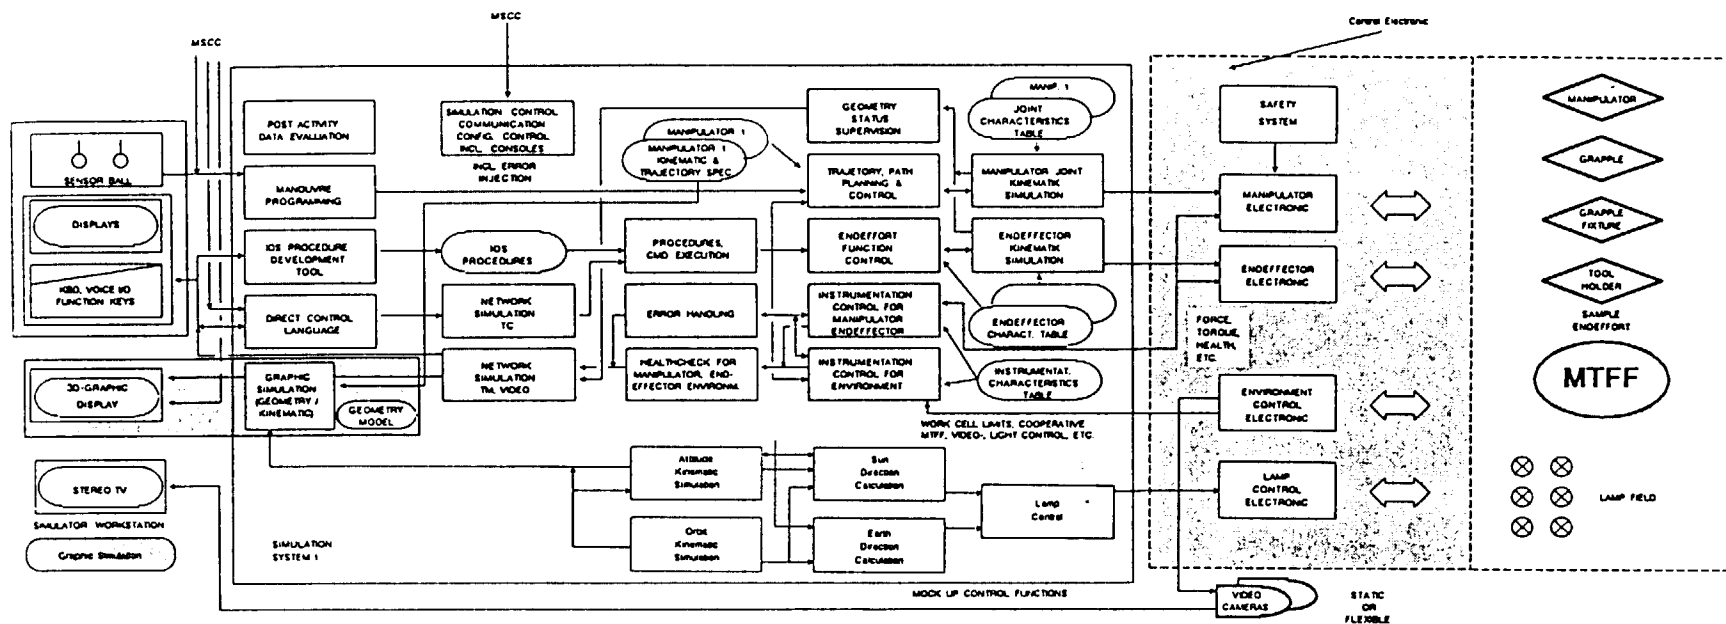 MSCC
MSCC
Control Electronic
SENSOR BALL
DISPLAYS
KBD, VOICE I/O
FUNCTION KEYS
3D-GRAPHIC
DISPLAY
STEREO TV
SIMULATOR WORKSTATION
Graphic Simulation
POST ACTIVITY
DATA EVALUATION
MANOUVRE
PROGRAMMING
IOS PROCEDURE
DEVELOPMENT
TOOL
DIRECT CONTROL
LANGUAGE
GRAPHIC
SIMULATION
(GEOMETRY /
KINEMATIC)
GEOMETRY
MODEL
SIMULATION
SYSTEM 1
SIMULATION CONTROL
COMMUNICATION
CONFIG. CONTROL
INCL. CONSOLES
INCL. ERROR
INJECTION
IOS
PROCEDURES
NETWORK
SIMULATION
TC
NETWORK
SIMULATION
TM, VIDEO
MANIPULATOR 1
MANIPULATOR 1
KINEMATIC &
TRAJECTORY SPEC.
PROCEDURES,
CMD EXECUTION
ERROR HANDLING
HEALTHCHECK FOR
MANIPULATOR, END-
EFFECTOR ENVIRONM.
Attitude
Kinematic
Simulation
Orbit
Kinematic
Simulation
GEOMETRY
STATUS
SUPERVISION
TRAJETORY, PATH
PLANNING &
CONTROL
ENDEFFORT
FUNCTION
CONTROL
INSTRUMENTATION
CONTROL FOR
MANIPULATOR
ENDEFFECTOR
INSTRUMENTATION
CONTROL FOR
ENVIRONMENT
Sun
Direction
Calculation
Earth
Direction
Calculation
MANIP. 1
JOINT
CHARACTERISTICS
TABLE
MANIPULATOR JOINT
KINEMATIK
SIMULATION
ENDEFFECTOR
KINEMATIK
SIMULATION
ENDEFFECTOR
CHARACT. TABLE
INSTRUMENTAT.
CHARACTERISTICS
TABLE
WORK CELL LIMITS, COOPERATIVE
MTFF, VIDEO-, LIGHT CONTROL, ETC.
Lamp
Control
MOCK UP CONTROL FUNCTIONS
SAFETY
SYSTEM
MANIPULATOR
ELECTRONIC
ENDEFFECTOR
ELECTRONIC
FORCE,
TORQUE,
HEALTH,
ETC.
ENVIRONMENT
CONTROL
ELECTRONIC
LAMP
CONTROL
ELECTRONIC
VIDEO
CAMERAS
STATIC
OR
FLEXIBLE
MANIPULATOR
GRAPPLE
GRAPPLE
FIXTURE
TOOL
HOLDER
SAMPLE
ENDEFFORT
MTFF
LAMP FIELD